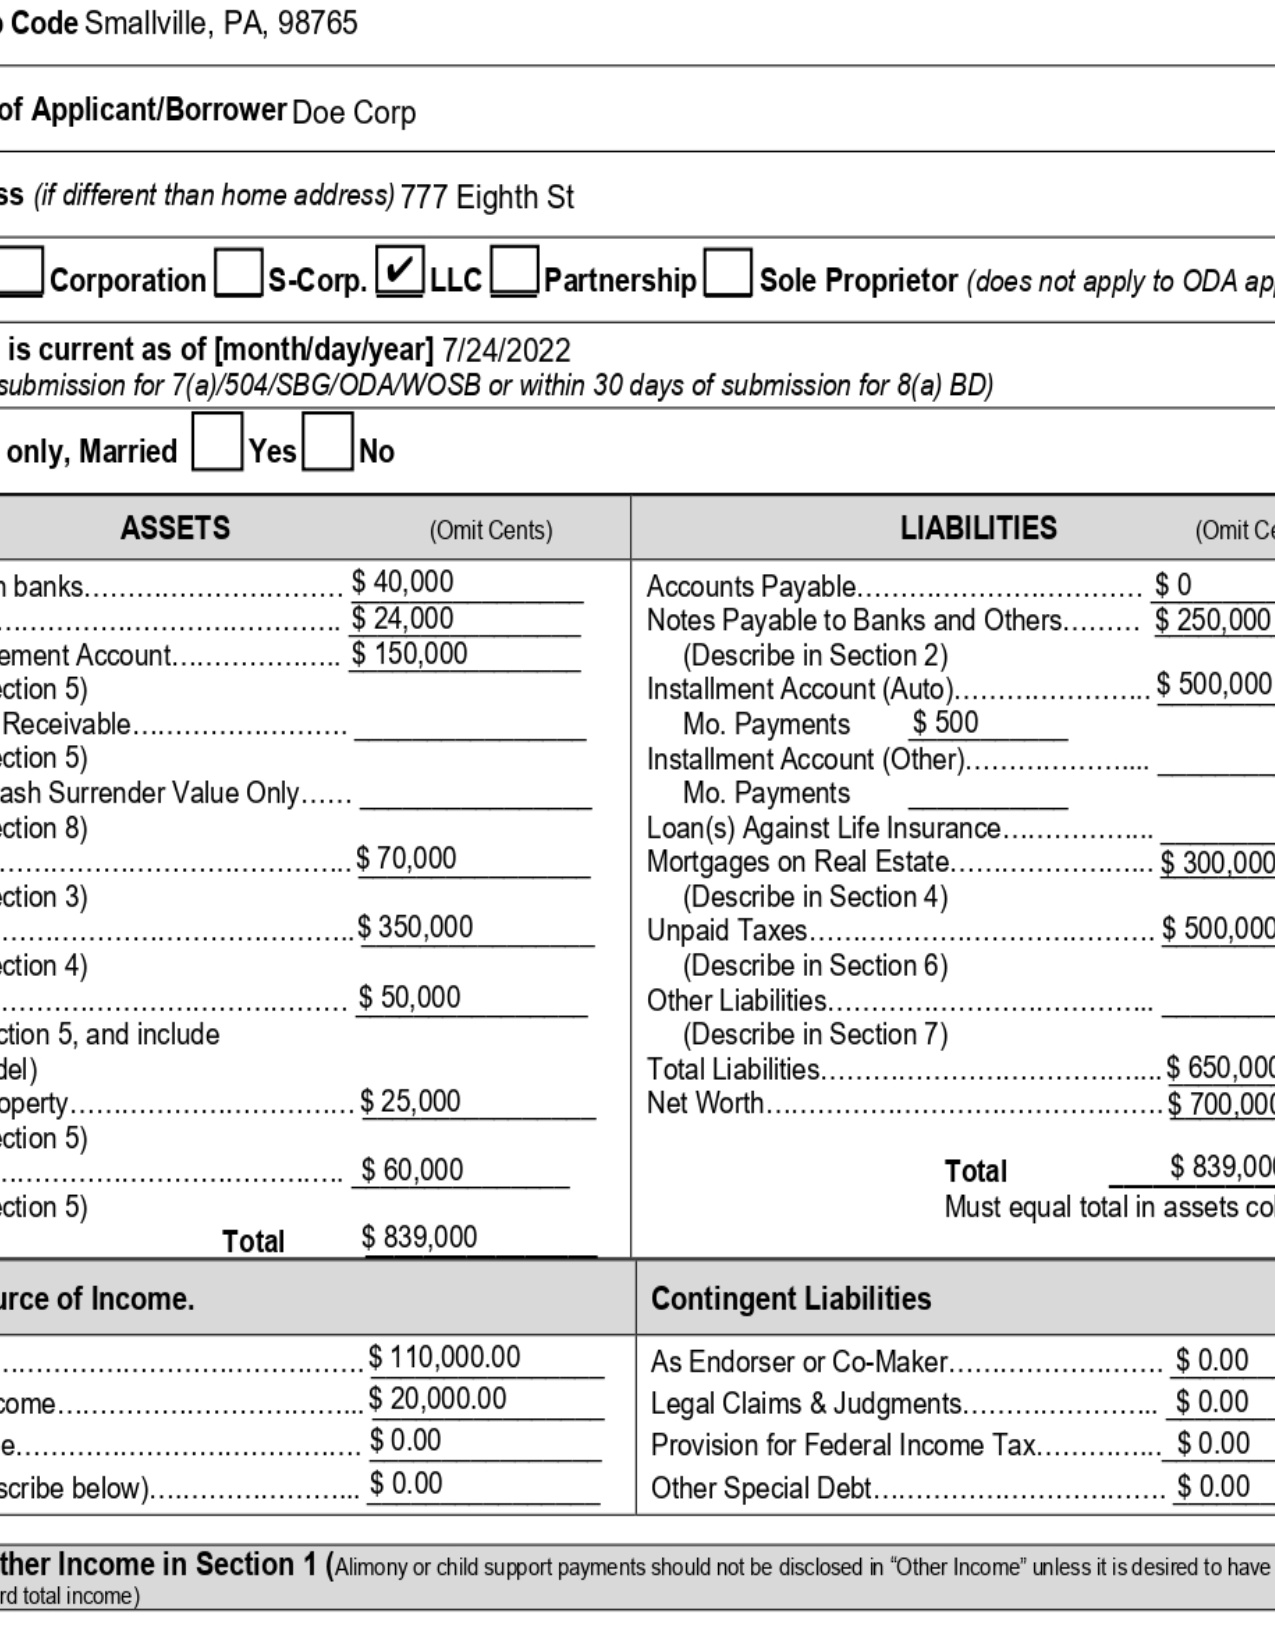 Code Smallville, PA, 98765
of Applicant/Borrower Doe Corp
(if different than home address) 777 Eighth St
Corporation S-Corp. ✔ LLC Partnership Sole Proprietor (does not apply to ODA
is current as of [month/day/year] 7/24/2022
submission for 7(a)/504/SBG/ODA/WOSB or within 30 days of submission for 8(a) BD)
only, Married Yes No
ASSETS (Omit Cents)
LIABILITIES (Omit
banks.................................. $ 40,000
.................................. $ 24,000
ement Account.................... $ 150,000
ection 5)
Receivable..........................
ection 5)
ash Surrender Value Only......
ection 8)
.................................. $ 70,000
ection 3)
.................................. $ 350,000
ection 4)
.................................. $ 50,000
ction 5, and include
del)
operty.................................. $ 25,000
ection 5)
.................................. $ 60,000
ection 5)
Total $ 839,000
Accounts Payable.................................. $ 0
Notes Payable to Banks and Others......... $ 250,000
(Describe in Section 2)
Installment Account (Auto)........................ $ 500,000
Mo. Payments $ 500
Installment Account (Other)......................
Mo. Payments
Loan(s) Against Life Insurance..................
Mortgages on Real Estate........................ $ 300,000
(Describe in Section 4)
Unpaid Taxes.......................................... $ 500,000
(Describe in Section 6)
Other Liabilities.......................................
(Describe in Section 7)
Total Liabilities......................................... $ 650,000
Net Worth................................................ $ 700,000
Total $ 839,00
Must equal total in assets
urce of Income.
Contingent Liabilities
.................................. $ 110,000.00
come.................................. $ 20,000.00
e.................................. $ 0.00
scribe below)........................ $ 0.00
As Endorser or Co-Maker......................... $ 0.00
Legal Claims & Judgments....................... $ 0.00
Provision for Federal Income Tax.............. $ 0.00
Other Special Debt................................... $ 0.00
ther Income in Section 1 (Alimony or child support payments should not be disclosed in “Other Income” unless it is desired to have
rd total income)